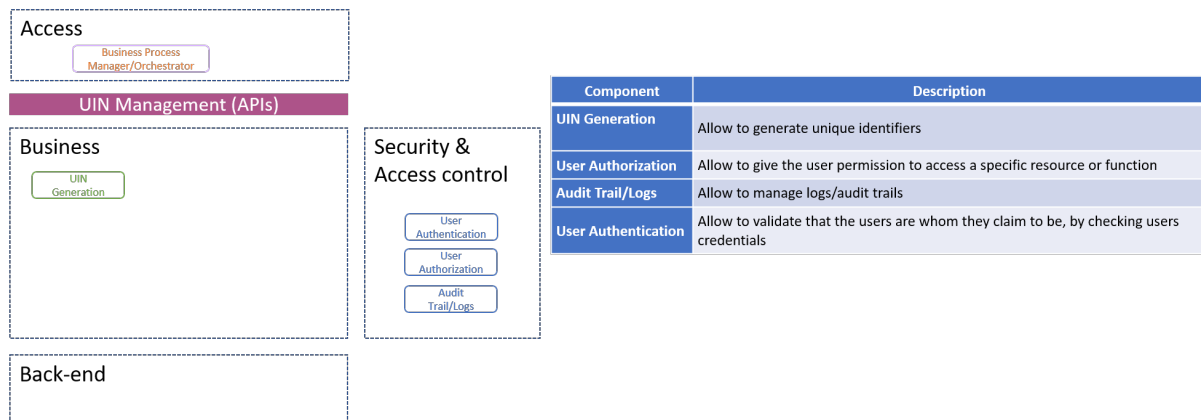 Access
Business Process
Manager/Orchestrator
UIN Management (APIs)
Business
UIN
Generation
Security &
Access control
User
Authentication
User
Authorization
Audit
Trail/Logs
Back-end
Component Description
UIN Generation Allow to generate unique identifiers
User Authorization Allow to give the user permission to access a specific resource or function
Audit Trail/Logs Allow to manage logs/audit trails
User Authentication Allow to validate that the users are whom they claim to be, by checking users
credentials